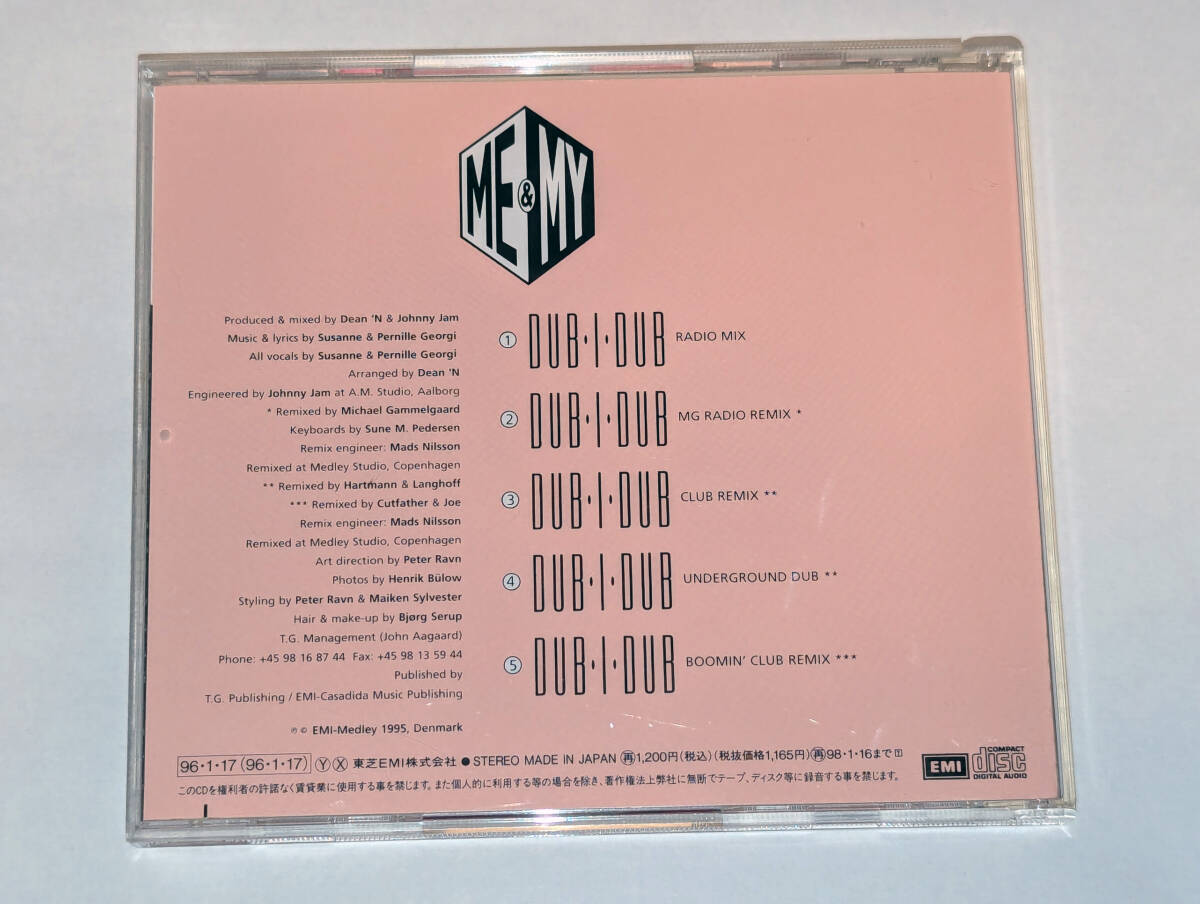 ME & MY
Produced & mixed by Dean 'N & Johnny Jam
Music & lyrics by Susanne & Pernille Georgi
All vocals by Susanne & Pernille Georgi
Arranged by Dean 'N
Engineered by Johnny Jam at A.M. Studio, Aalborg
* Remixed by Michael Gammelgaard
Keyboards by Sune M. Pedersen
Remix engineer: Mads Nilsson
Remixed at Medley Studio, Copenhagen
** Remixed by Hartmann & Langhoff
*** Remixed by Cutfather & Joe
Remix engineer: Mads Nilsson
Remixed at Medley Studio, Copenhagen
Art direction by Peter Ravn
Photos by Henrik Bülow
Styling by Peter Ravn & Maiken Sylvester
Hair & make-up by Bjørg Serup
T.G. Management (John Aagaard)
Phone: +45 98 16 87 44 Fax: +45 98 13 59 44
Published by
T.G. Publishing / EMI-Casadida Music Publishing
℗ © EMI-Medley 1995, Denmark
① DUB·I·DUB RADIO MIX
② DUB·I·DUB MG RADIO REMIX *
③ DUB·I·DUB CLUB REMIX **
④ DUB·I·DUB UNDERGROUND DUB **
⑤ DUB·I·DUB BOOMIN' CLUB REMIX ***
96·1·17 (96·1·17) Ⓨ Ⓧ 東芝EMI株式会社 ● STEREO MADE IN JAPAN 再1,200円(税込) (税抜価格1,165円) 再98·1·16まで
このCDを権利者の許諾なく賃貸業に使用する事を禁じます。また個人的に利用する等の場合を除き、著作権法上弊社に無断でテープ、ディスク等に録音する事を禁じます。
EMI
COMPACT
disc
DIGITAL AUDIO